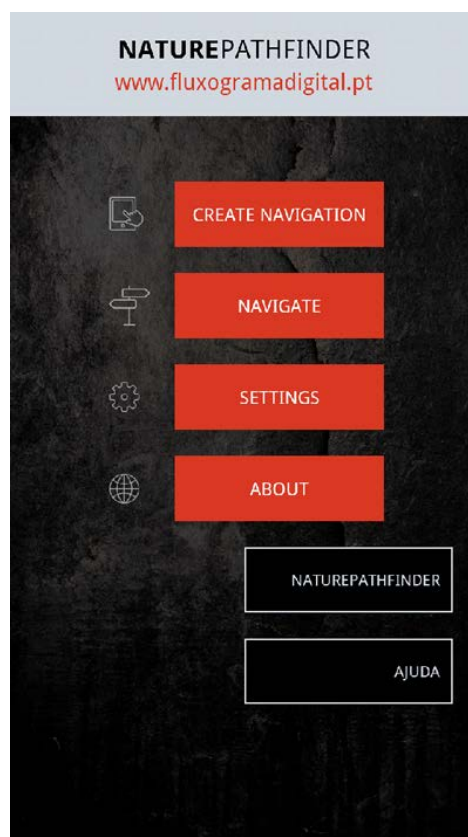 NATUREPATHFINDER
www.fluxogramadigital.pt
CREATE NAVIGATION
NAVIGATE
SETTINGS
ABOUT
NATUREPATHFINDER
AJUDA